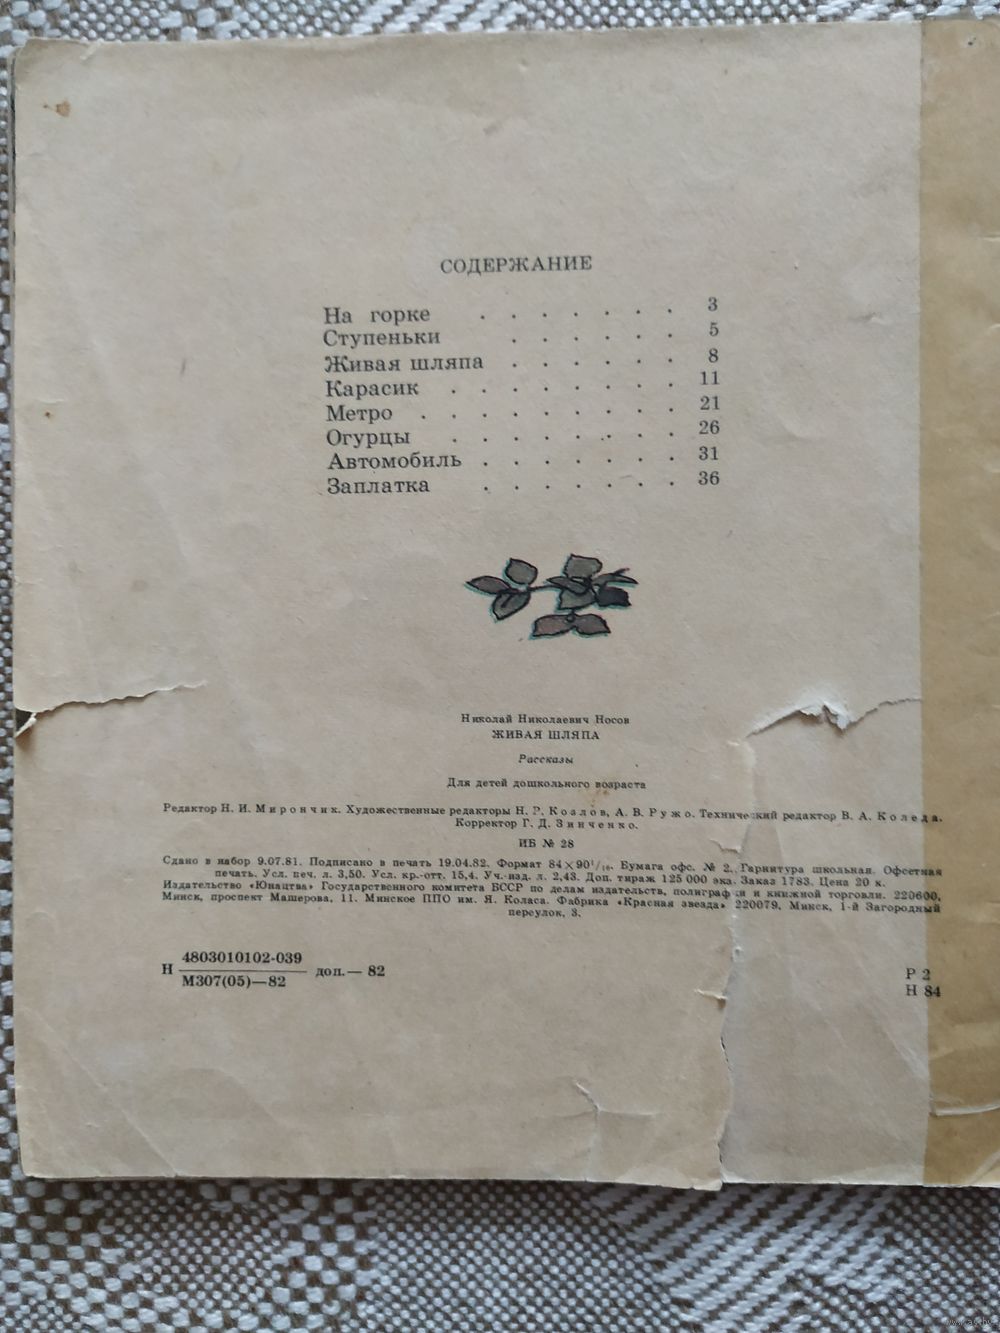 СОДЕРЖАНИЕ
На горке . . . . . . . 3
Ступеньки . . . . . . 5
Живая шляпа . . . . . . 8
Карасик . . . . . . . . 11
Метро . . . . . . . . . 21
Огурцы . . . . . . . . 26
Автомобиль . . . . . . . 31
Заплатка . . . . . . . 36
Николай Николаевич Носов
ЖИВАЯ ШЛЯПА
Рассказы
Для детей дошкольного возраста
Редактор Н. И. Мирончик. Художественные редакторы Н. Р. Козлов, А. В. Ружо. Технический редактор В. А. Коледа.
Корректор Г. Д. Зинченко.
ИБ № 28
Сдано в набор 9.07.81. Подписано в печать 19.04.82. Формат 84×90¹/₁₆. Бумага офс. № 2. Гарнитура школьная. Офсетная
печать. Усл. печ. л. 3,50. Усл. кр.-отт. 15,4. Уч.-изд. л. 2,43. Доп. тираж 125 000 экз. Заказ 1783. Цена 20 к.
Издательство «Юнацтва» Государственного комитета БССР по делам издательств, полиграфии и книжной торговли. 220600,
Минск, проспект Машерова, 11. Минское ППО им. Я. Коласа. Фабрика «Красная звезда» 220079, Минск, 1-й Загородный
переулок, 3.
Н 4803010102-039 доп.— 82
М307(05)—82
Р 2
Н 84